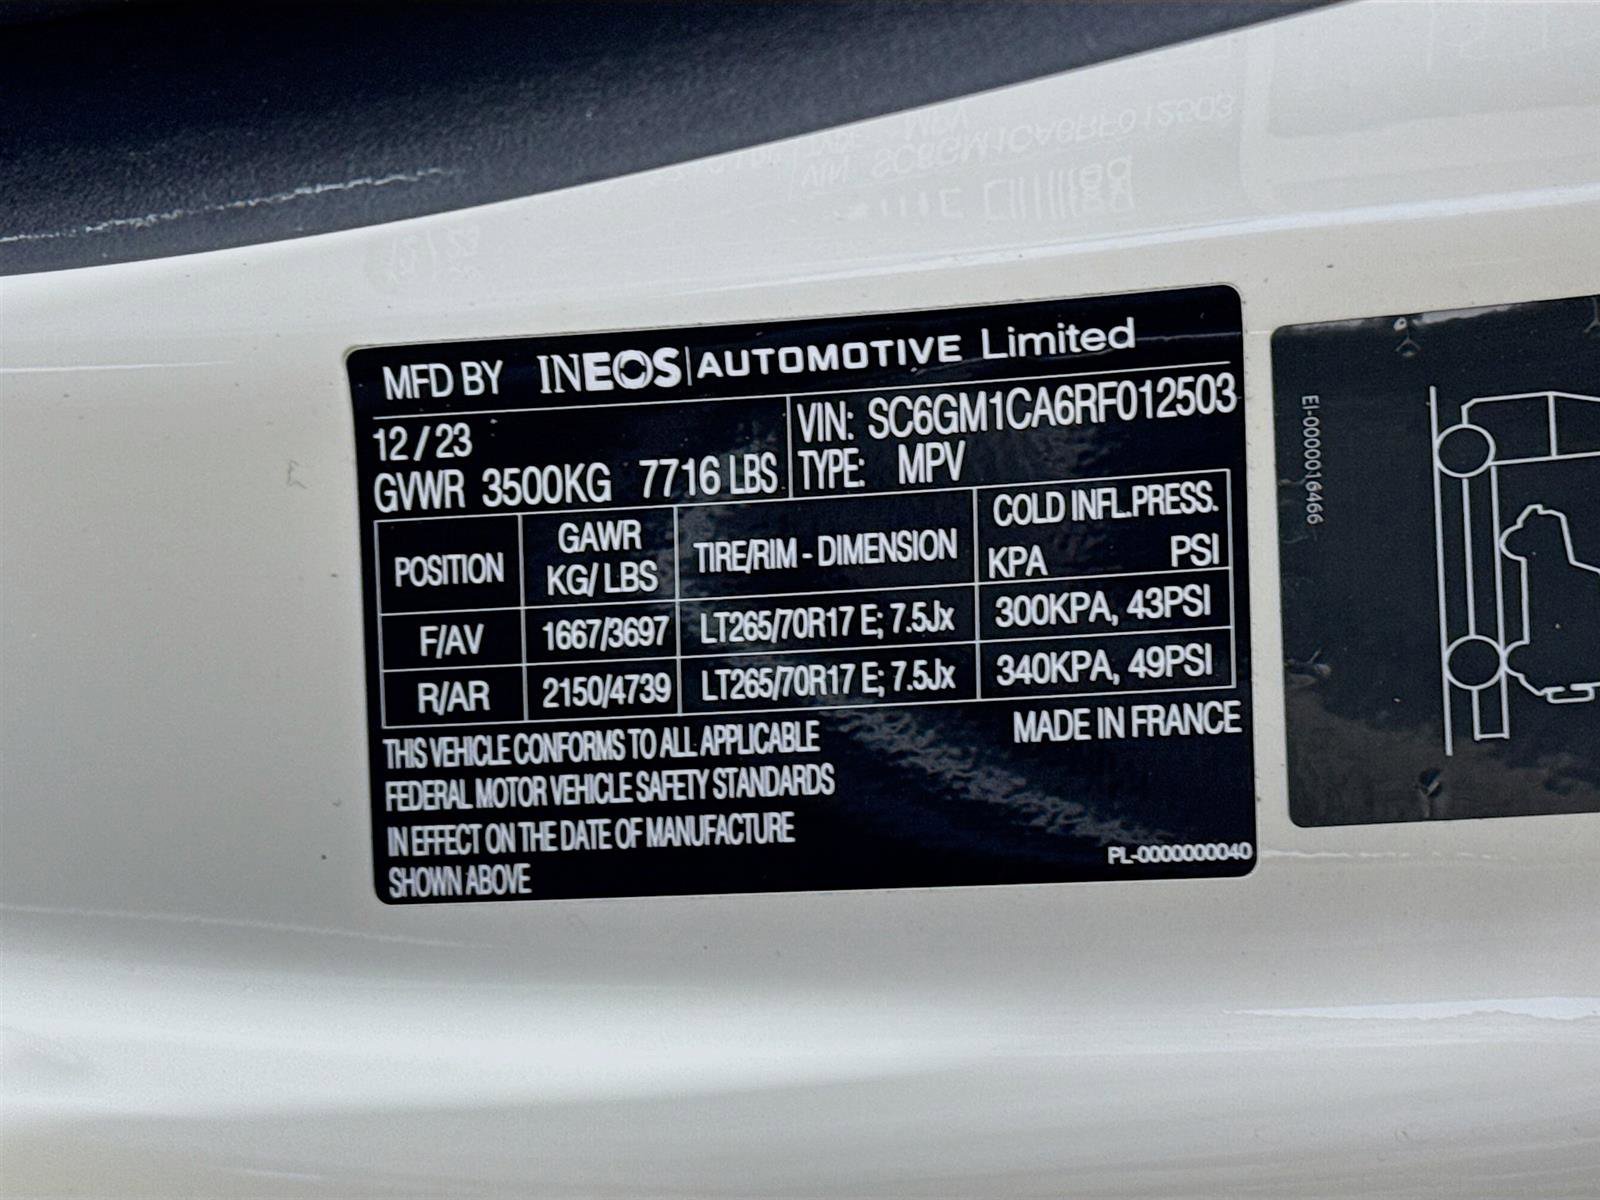 MFD BY INEOS | AUTOMOTIVE Limited
12 / 23
GVWR 3500KG 7716 LBS
VIN: SC6GM1CA6RF012503
TYPE: MPV
POSITION GAWR KG/ LBS TIRE/RIM - DIMENSION COLD INFL.PRESS. KPA PSI
F/AV 1667/3697 LT265/70R17 E; 7.5Jx 300KPA, 43PSI
R/AR 2150/4739 LT265/70R17 E; 7.5Jx 340KPA, 49PSI
THIS VEHICLE CONFORMS TO ALL APPLICABLE
FEDERAL MOTOR VEHICLE SAFETY STANDARDS
IN EFFECT ON THE DATE OF MANUFACTURE
SHOWN ABOVE
MADE IN FRANCE
PL-0000000040
EI-0000016466